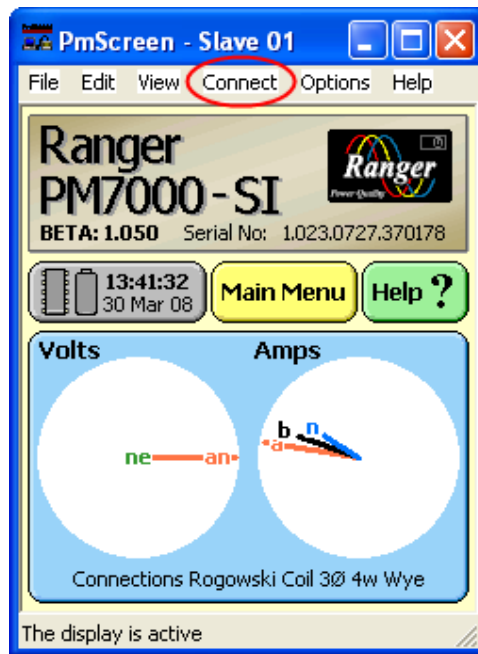 PmScreen - Slave 01
File Edit View Connect Options Help
Ranger
PM7000-SI
Ranger
Power Quality
BETA: 1.050 Serial No: 1.023.0727.370178
13:41:32
30 Mar 08
Main Menu
Help ?
Volts Amps
b n
a
ne an
Connections Rogowski Coil 3Ø 4w Wye
The display is active